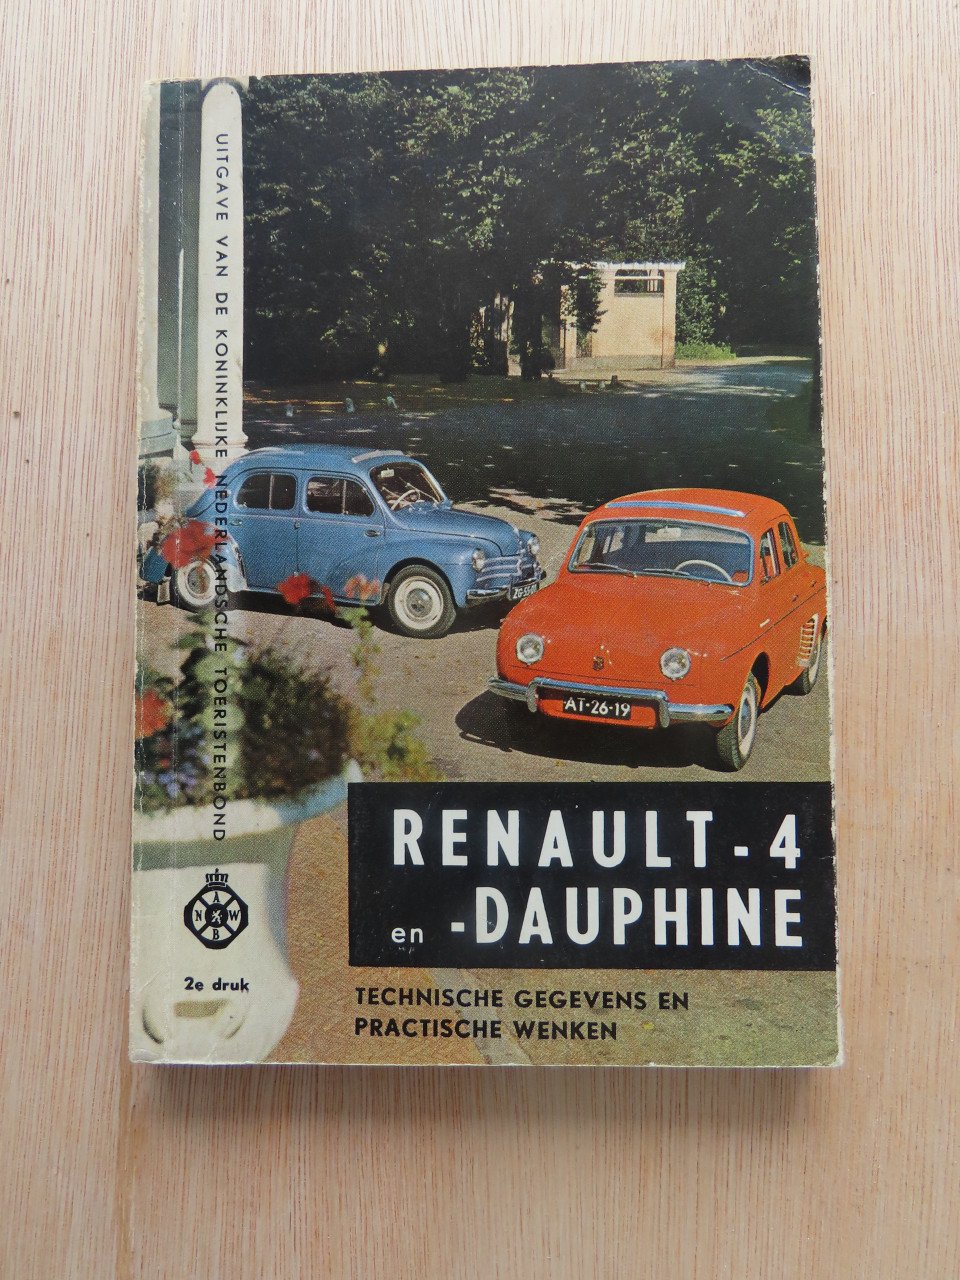 UITGAVE VAN DE KONINKLIJKE NEDERLANDSCHE TOERISTENBOND
AT-26-19
RENAULT-4
en -DAUPHINE
A
N W
B
2e druk
TECHNISCHE GEGEVENS EN
PRACTISCHE WENKEN